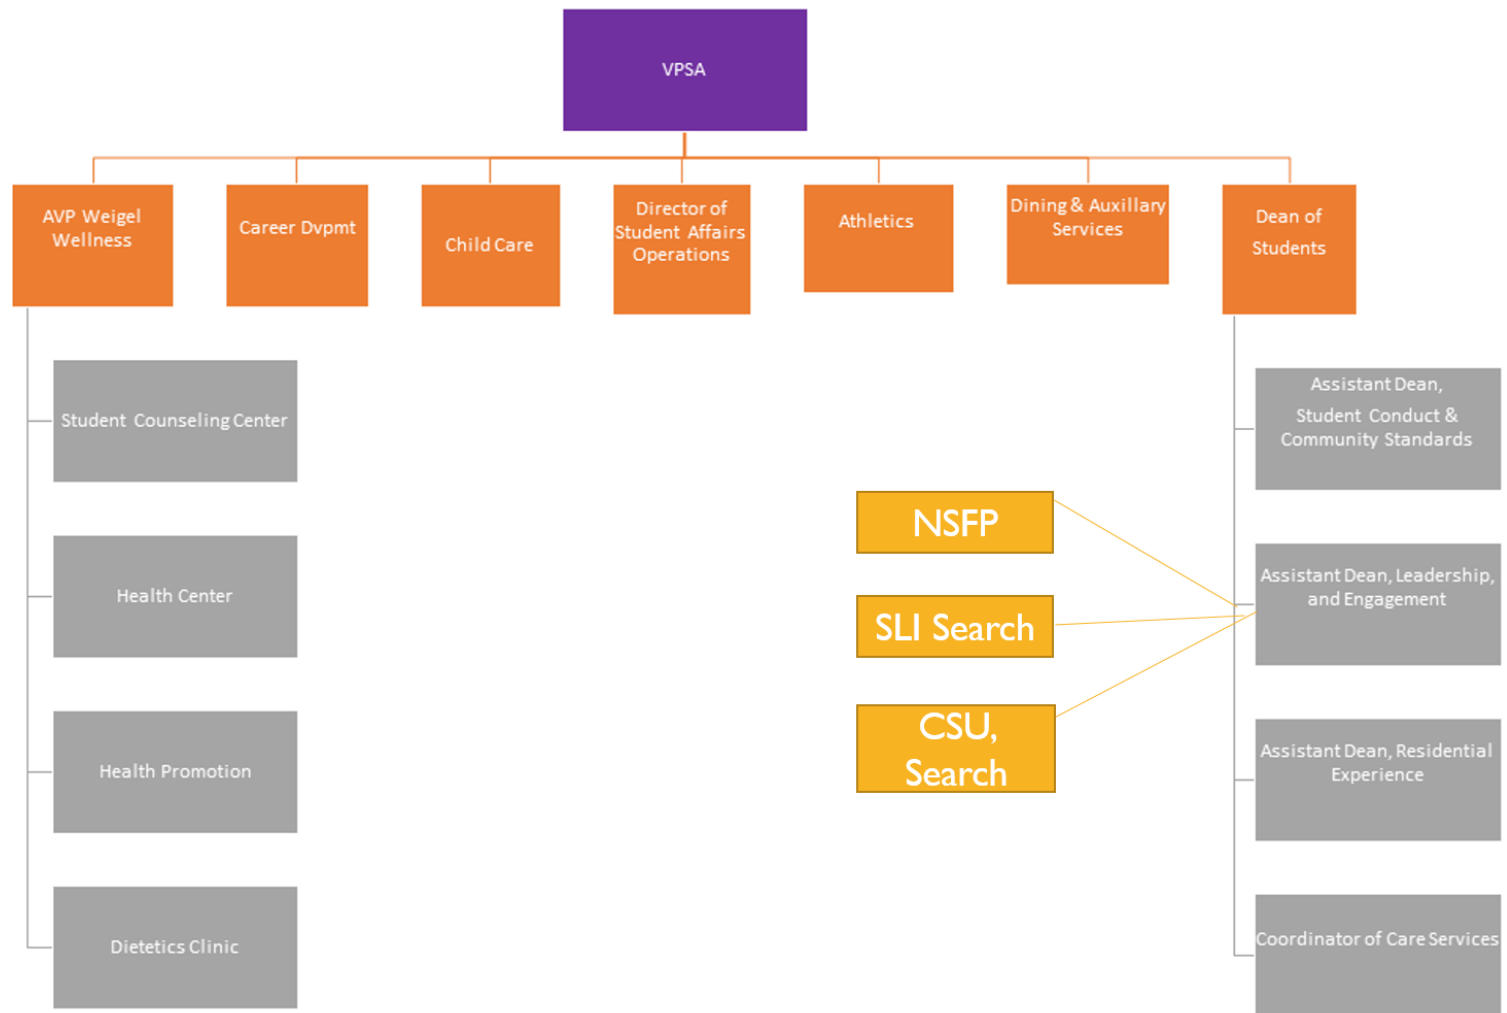 VPSA
AVP Weigel
Wellness
Career Dvpmt
Child Care
Director of
Student Affairs
Operations
Athletics
Dining & Auxillary
Services
Dean of
Students
Student Counseling Center
Health Center
Health Promotion
Dietetics Clinic
NSFP
SLI Search
CSU,
Search
Assistant Dean,
Student Conduct &
Community Standards
Assistant Dean, Leadership,
and Engagement
Assistant Dean, Residential
Experience
Coordinator of Care Services